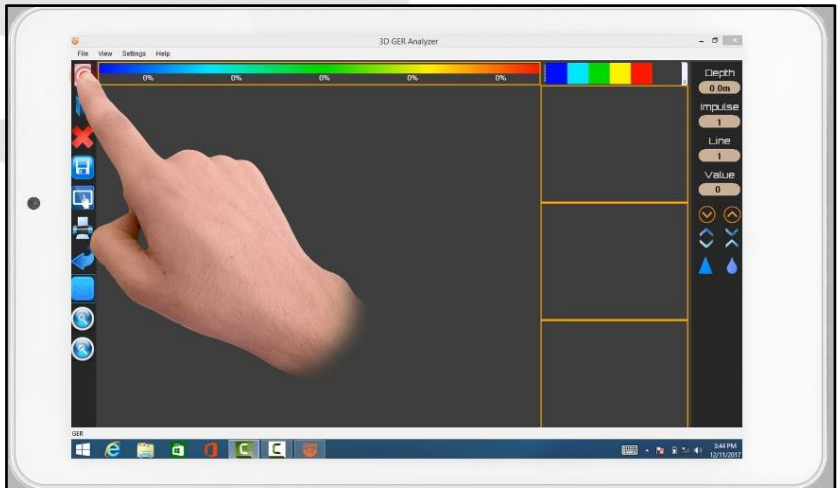 3D GER Analyzer
File View Settings Help
0% 0% 0% 0% 0%
Depth
0.0m
Impulse
1
Line
1
Value
0
GER
3:44 PM
12/11/2017